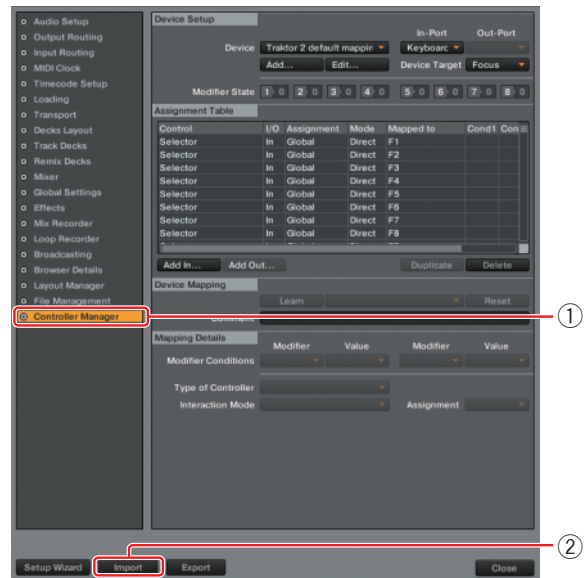 Audio Setup
Output Routing
Input Routing
MIDI Clock
Timecode Setup
Loading
Transport
Decks Layout
Track Decks
Remix Decks
Mixer
Global Settings
Effects
Mix Recorder
Loop Recorder
Broadcasting
Browser Details
Layout Manager
File Management
Controller Manager
Device Setup
In-Port Out-Port
Device Traktor 2 default mappin Keyboarc
Add... Edit... Device Target Focus
Modifier State 1 0 2 0 3 0 4 0 5 0 6 0 7 0 8 0
Assignment Table
Control I/O Assignment Mode Mapped to Cond1 Con
Selector In Global Direct F1
Selector In Global Direct F2
Selector In Global Direct F3
Selector In Global Direct F4
Selector In Global Direct F5
Selector In Global Direct F6
Selector In Global Direct F7
Selector In Global Direct F8
Add In... Add Out... Duplicate Delete
Device Mapping
Learn Reset
Comment
Mapping Details
Modifier Value Modifier Value
Modifier Conditions
Type of Controller
Interaction Mode Assignment
①
②
Setup Wizard Import Export Close